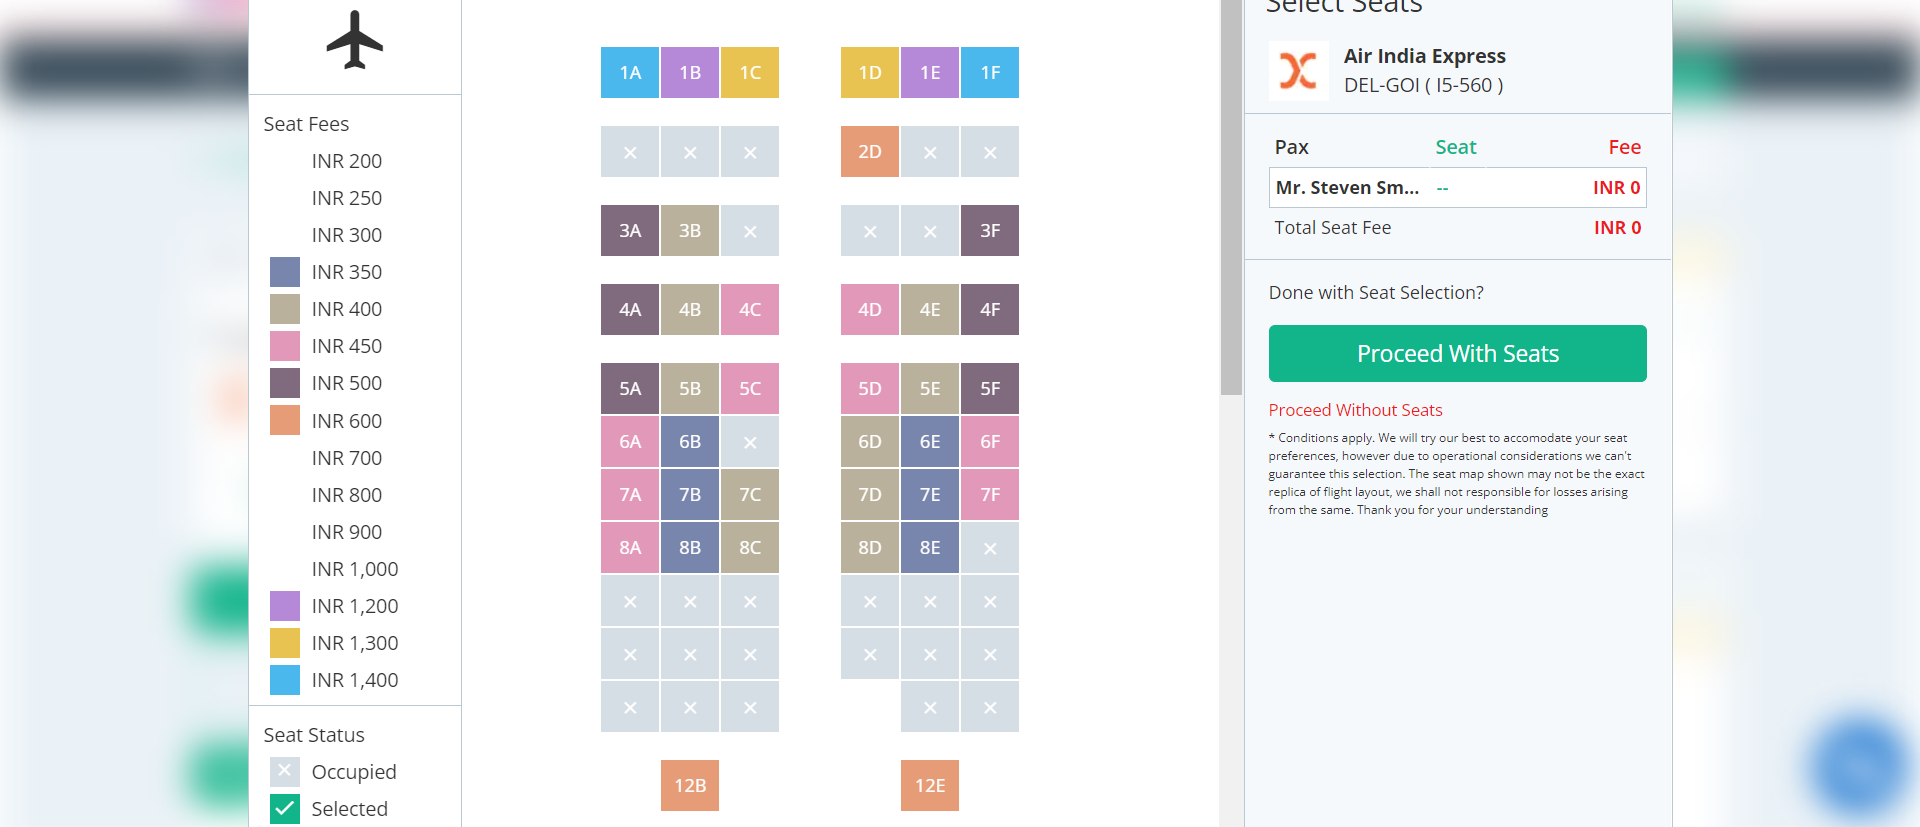 Select Seats
Air India Express
DEL-GOI ( I5-560 )
Pax Seat Fee
Mr. Steven Sm... -- INR 0
Total Seat Fee INR 0
Done with Seat Selection?
Proceed With Seats
Proceed Without Seats
* Conditions apply. We will try our best to accomodate your seat
preferences, however due to operational considerations we can't
guarantee this selection. The seat map shown may not be the exact
replica of flight layout, we shall not responsible for losses arising
from the same. Thank you for your understanding
Seat Fees
INR 200
INR 250
INR 300
INR 350
INR 400
INR 450
INR 500
INR 600
INR 700
INR 800
INR 900
INR 1,000
INR 1,200
INR 1,300
INR 1,400
Seat Status
Occupied
Selected
1A 1B 1C 1D 1E 1F
2D
3A 3B 3F
4A 4B 4C 4D 4E 4F
5A 5B 5C 5D 5E 5F
6A 6B 6D 6E 6F
7A 7B 7C 7D 7E 7F
8A 8B 8C 8D 8E
12B 12E